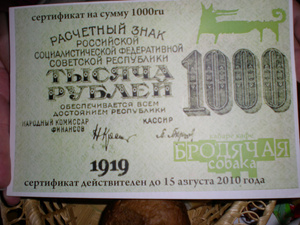 сертификат на сумму 1000ru
РАСЧЕТНЫЙ ЗНАК
РОССИЙСКОЙ
СОЦИАЛИСТИЧЕСКОЙ ФЕДЕРАТИВНОЙ
СОВЕТСКОЙ РЕСПУБЛИКИ
ТЫСЯЧА
РУБЛЕЙ
1000
ОБЕСПЕЧИВАЕТСЯ ВСЕМ
ДОСТОЯНИЕМ РЕСПУБЛИКИ
НАРОДНЫЙ КОМИССАР
ФИНАНСОВ
КАССИР
1919
БРОДЯЧАЯ
собака
сертификат действителен до 15 августа 2010 года